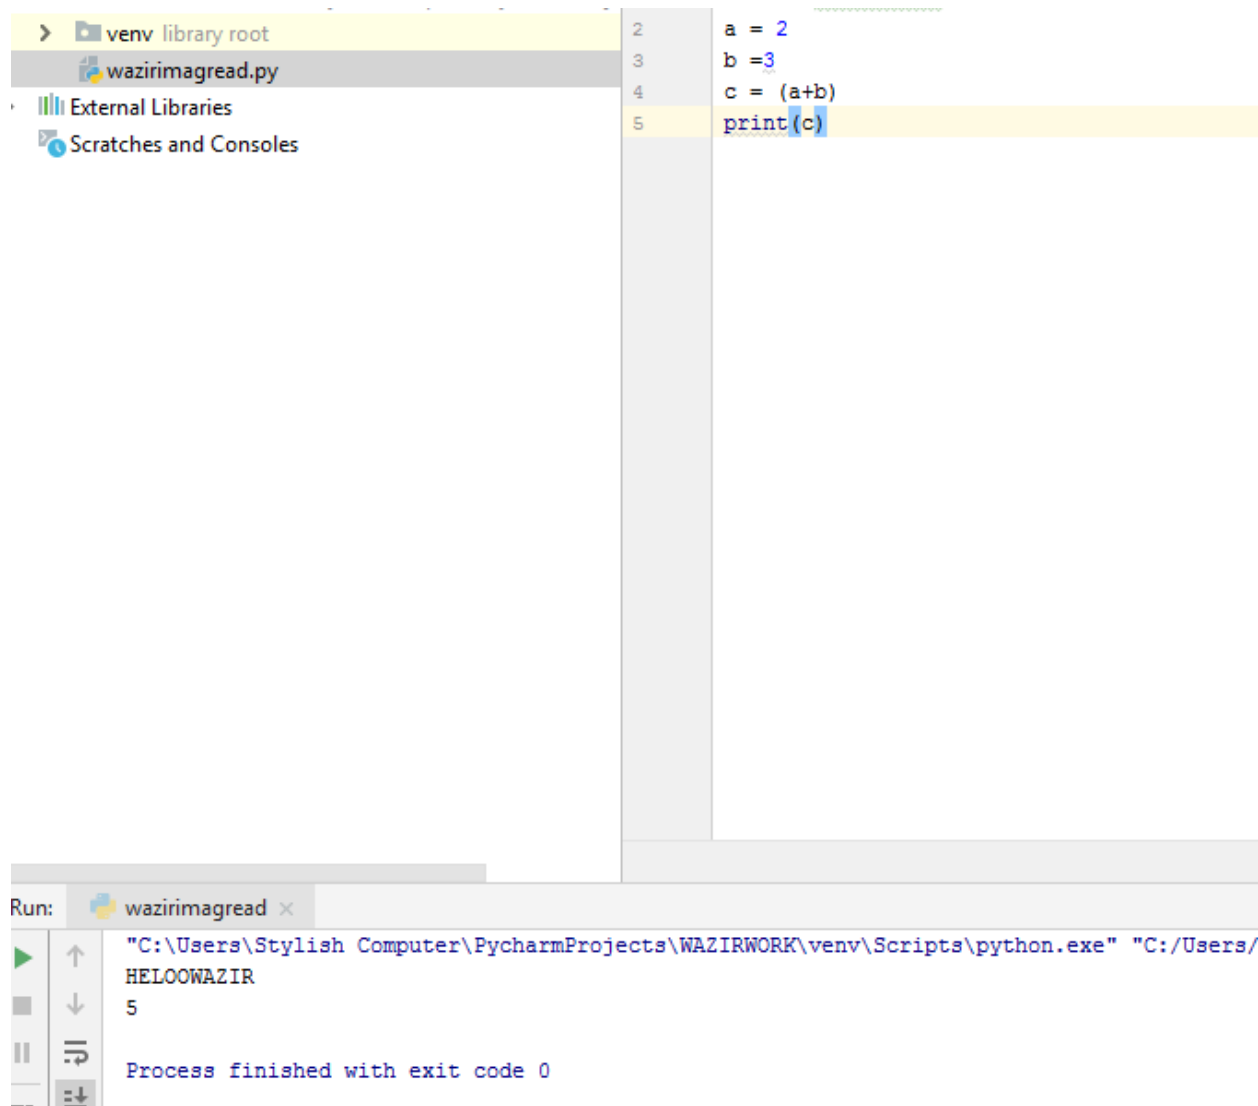 venv library root
wazirimagread.py
External Libraries
Scratches and Consoles
2 a = 2
3 b =3
4 c = (a+b)
5 print(c)
Run: wazirimagread
"C:\Users\Stylish Computer\PycharmProjects\WAZIRWORK\venv\Scripts\python.exe" "C:/Users/
HELOOWAZIR
5
Process finished with exit code 0